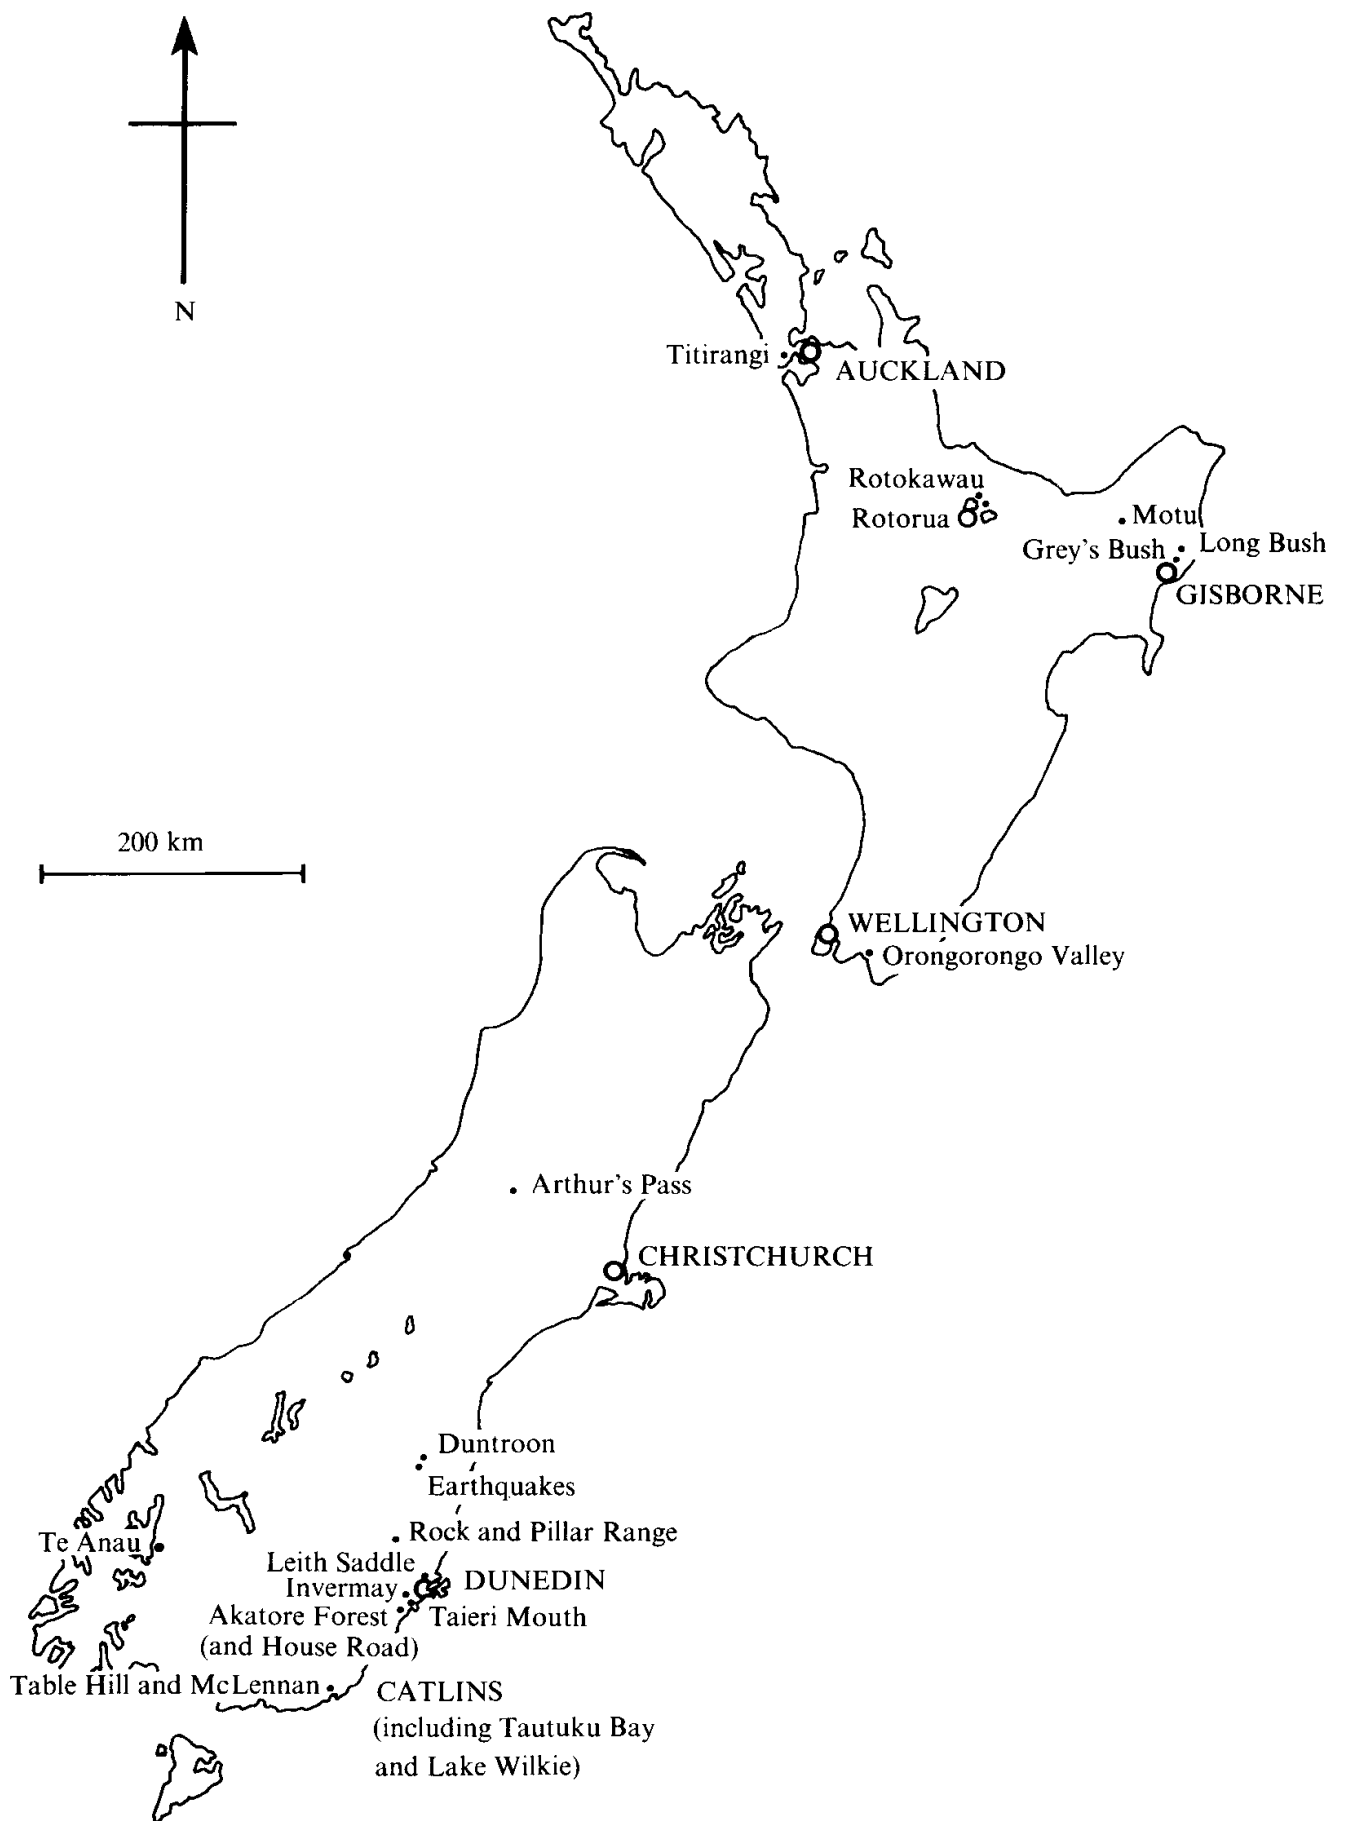 N
Titirangi
AUCKLAND
Rotokawau
Rotorua
Motu
Grey's Bush
Long Bush
GISBORNE
200 km
WELLINGTON
Orongorongo Valley
Arthur's Pass
CHRISTCHURCH
Duntroon
Earthquakes
Rock and Pillar Range
Te Anau
Leith Saddle
Invermay
DUNEDIN
Akatore Forest
(and House Road)
Taieri Mouth
Table Hill and McLennan
CATLINS
(including Tautuku Bay
and Lake Wilkie)